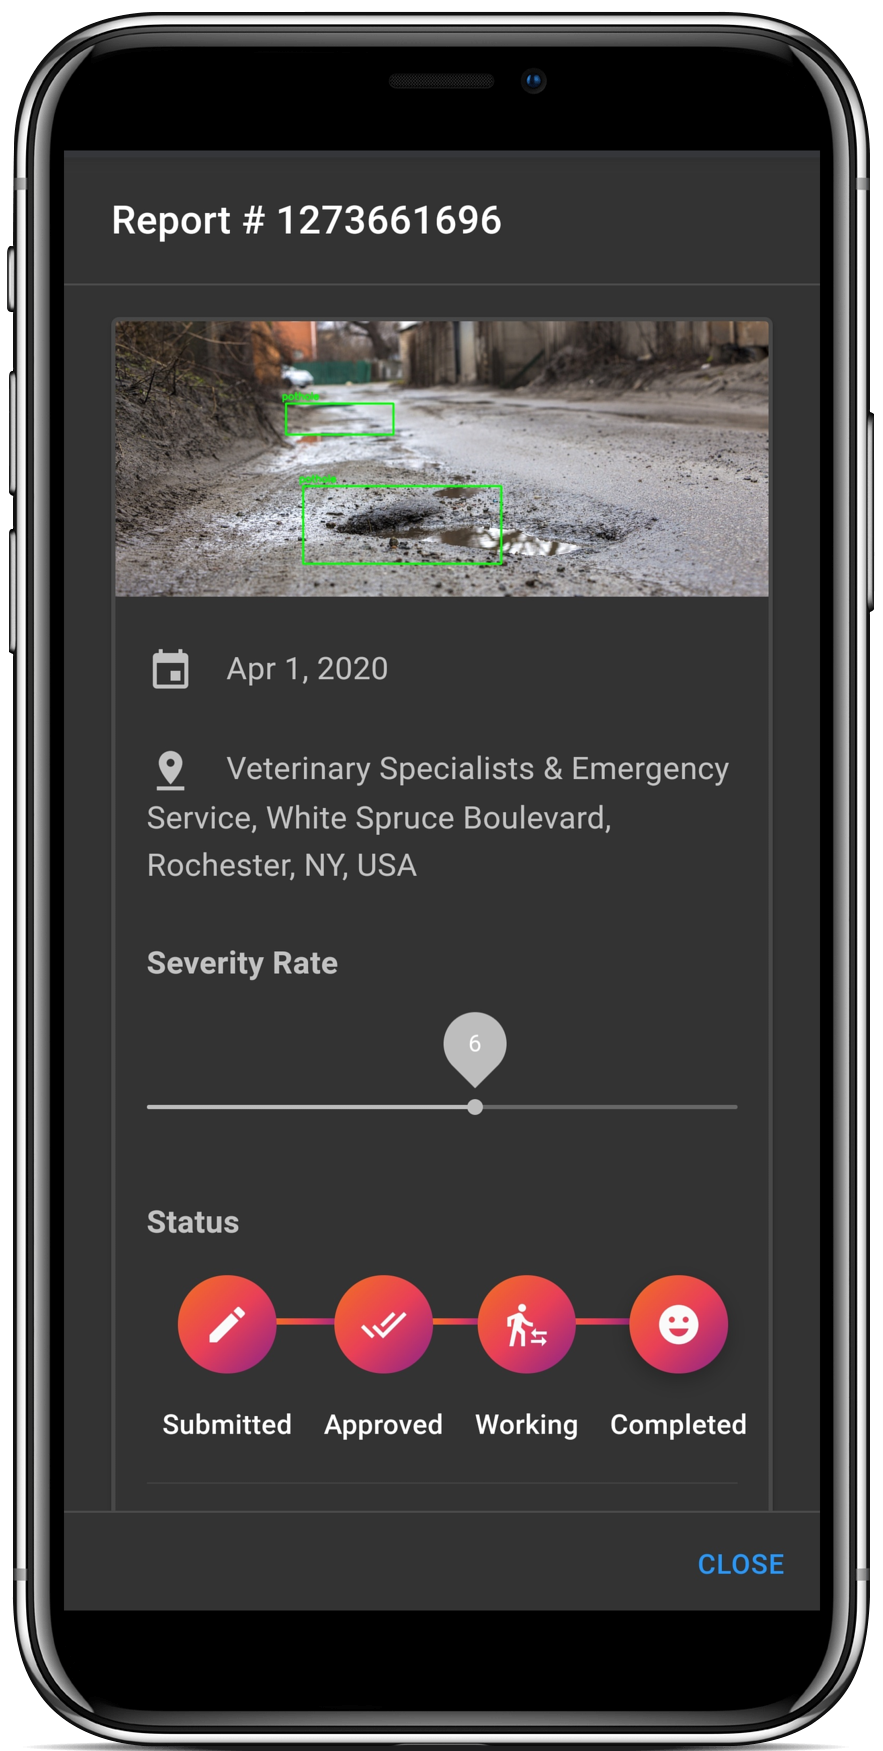 Report # 1273661696
pothole
pothole
Apr 1, 2020
Veterinary Specialists & Emergency
Service, White Spruce Boulevard,
Rochester, NY, USA
Severity Rate
6
Status
Submitted Approved Working Completed
CLOSE